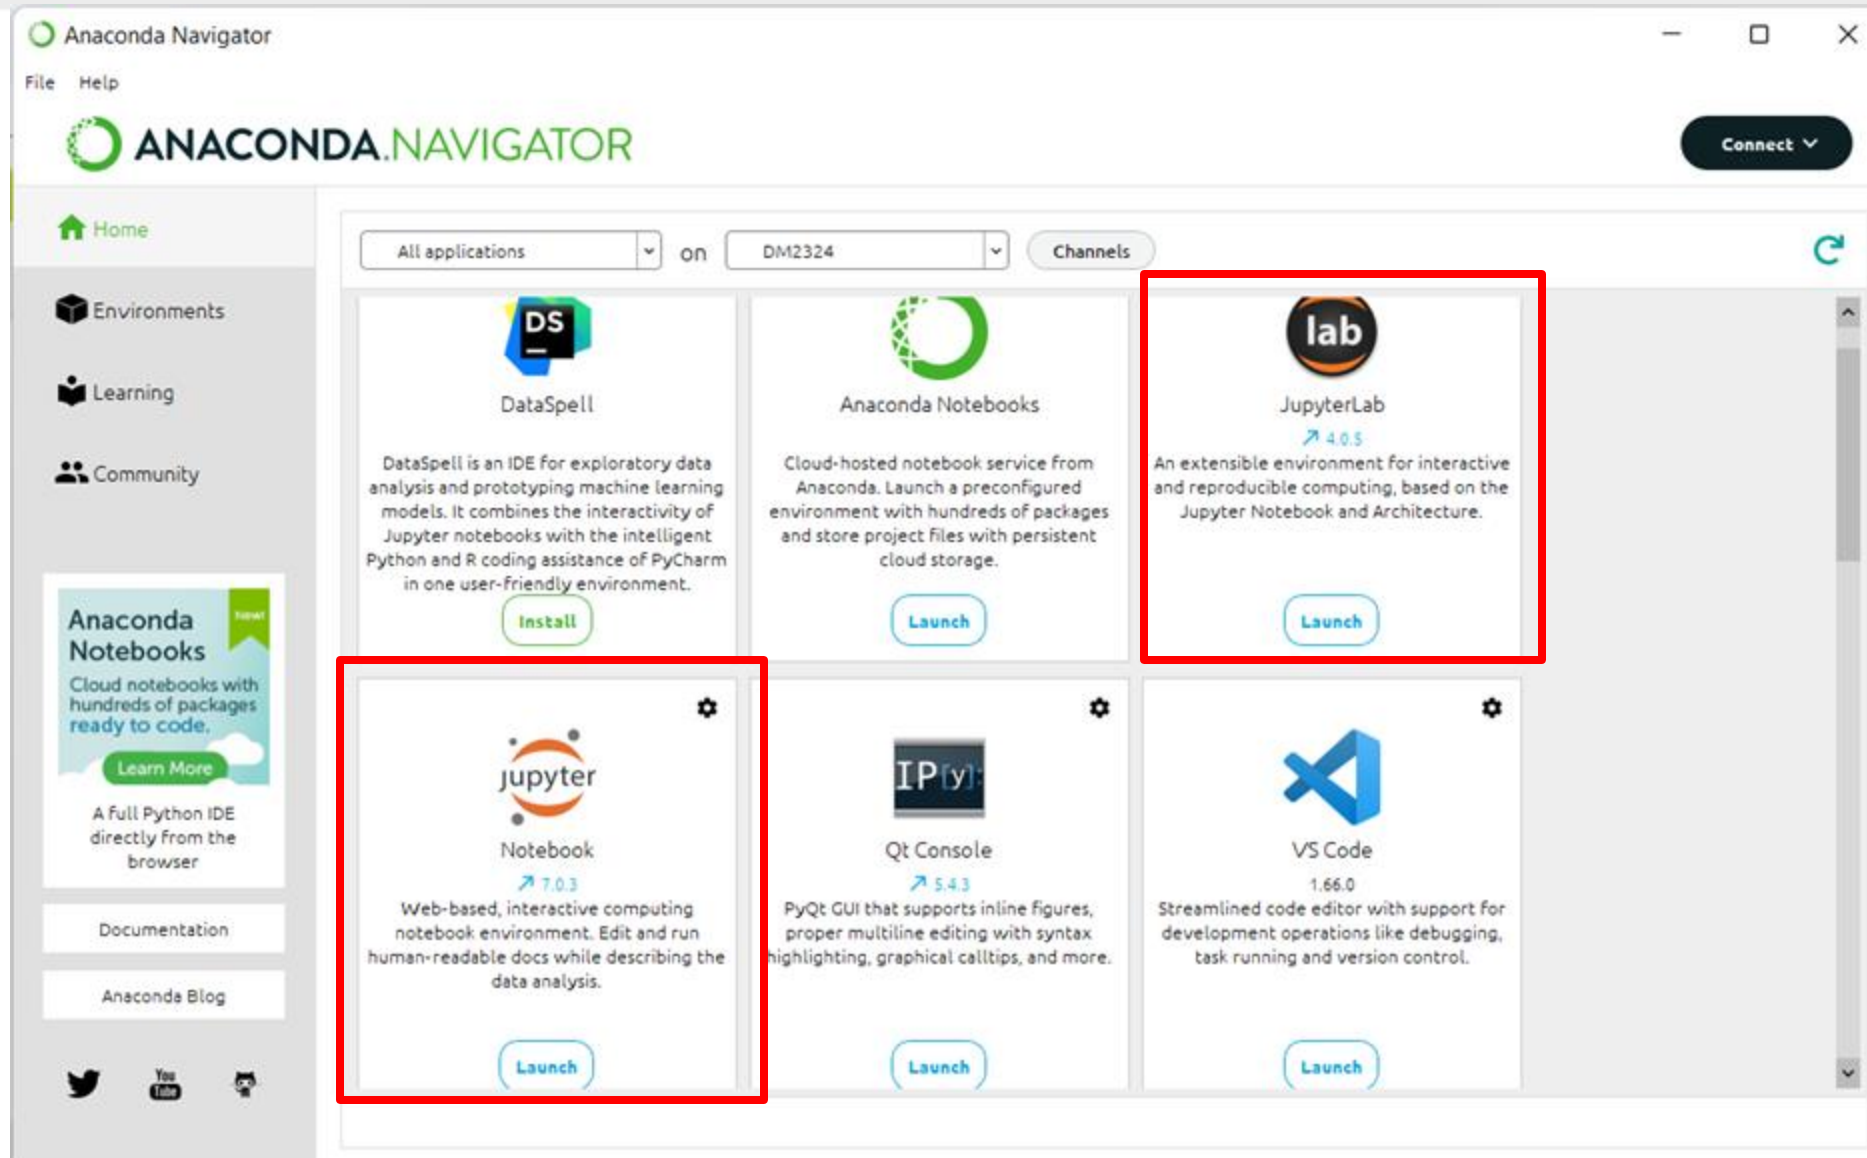 Anaconda Navigator
File Help
ANACONDA.NAVIGATOR
Connect
Home
Environments
Learning
Community
Anaconda
Notebooks
New!
Cloud notebooks with
hundreds of packages
ready to code.
Learn More
A full Python IDE
directly from the
browser
Documentation
Anaconda Blog
You
Tube
All applications on DM2324 Channels
DS
DataSpell
DataSpell is an IDE for exploratory data
analysis and prototyping machine learning
models. It combines the interactivity of
Jupyter notebooks with the intelligent
Python and R coding assistance of PyCharm
in one user-friendly environment.
Install
Anaconda Notebooks
Cloud-hosted notebook service from
Anaconda. Launch a preconfigured
environment with hundreds of packages
and store project files with persistent
cloud storage.
Launch
lab
JupyterLab
4.0.5
An extensible environment for interactive
and reproducible computing, based on the
Jupyter Notebook and Architecture.
Launch
jupyter
Notebook
7.0.3
Web-based, interactive computing
notebook environment. Edit and run
human-readable docs while describing the
data analysis.
Launch
IP[y]:
Qt Console
5.4.3
PyQt GUI that supports inline figures,
proper multiline editing with syntax
highlighting, graphical calltips, and more.
Launch
VS Code
1.66.0
Streamlined code editor with support for
development operations like debugging,
task running and version control.
Launch